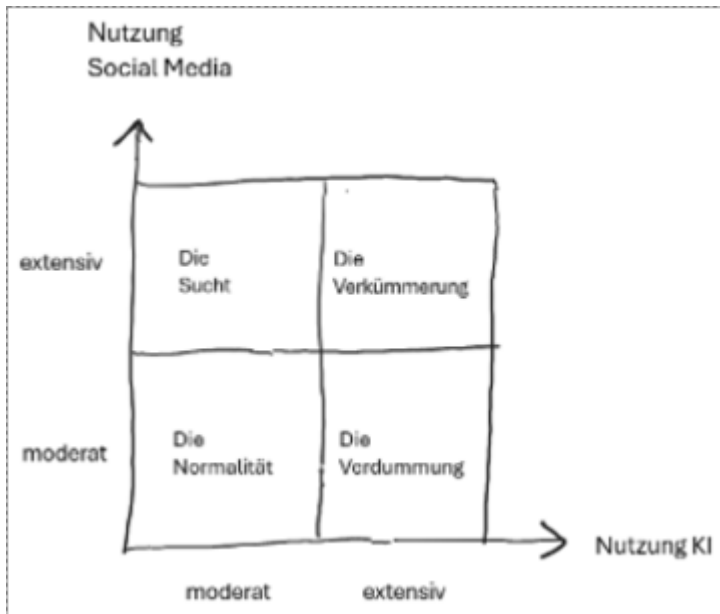 Nutzung
Social Media
extensiv
Die
Sucht
Die
Verkümmerung
moderat
Die
Normalität
Die
Verdummung
Nutzung KI
moderat
extensiv